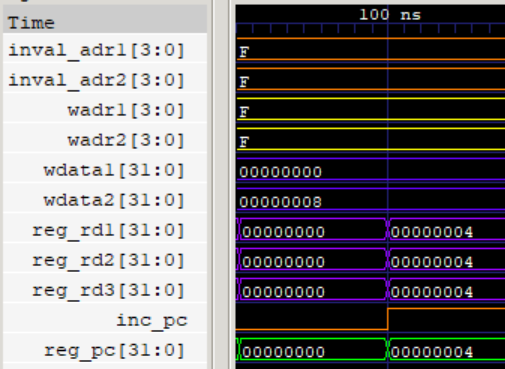 Time 100 ns
inval_adr1[3:0] F
inval_adr2[3:0] F
wadr1[3:0] F
wadr2[3:0] F
wdata1[31:0] 00000000
wdata2[31:0] 00000008
reg_rd1[31:0] 00000000 00000004
reg_rd2[31:0] 00000000 00000004
reg_rd3[31:0] 00000000 00000004
inc_pc
reg_pc[31:0] 00000000 00000004